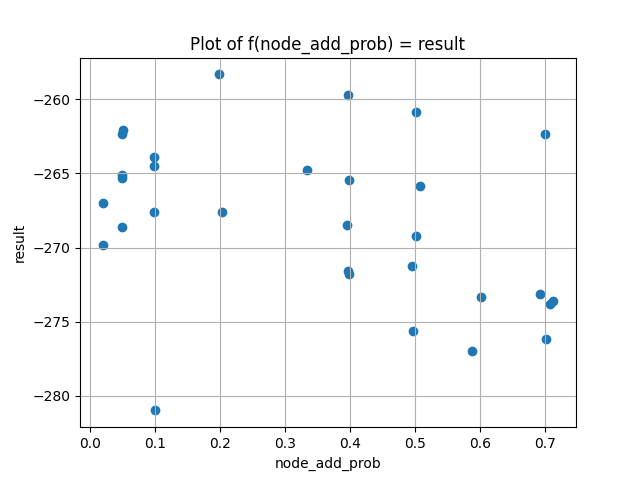 Plot of f(node_add_prob) = result
−260
−265
−270
−275
−280
result
0.0 0.1 0.2 0.3 0.4 0.5 0.6 0.7
node_add_prob